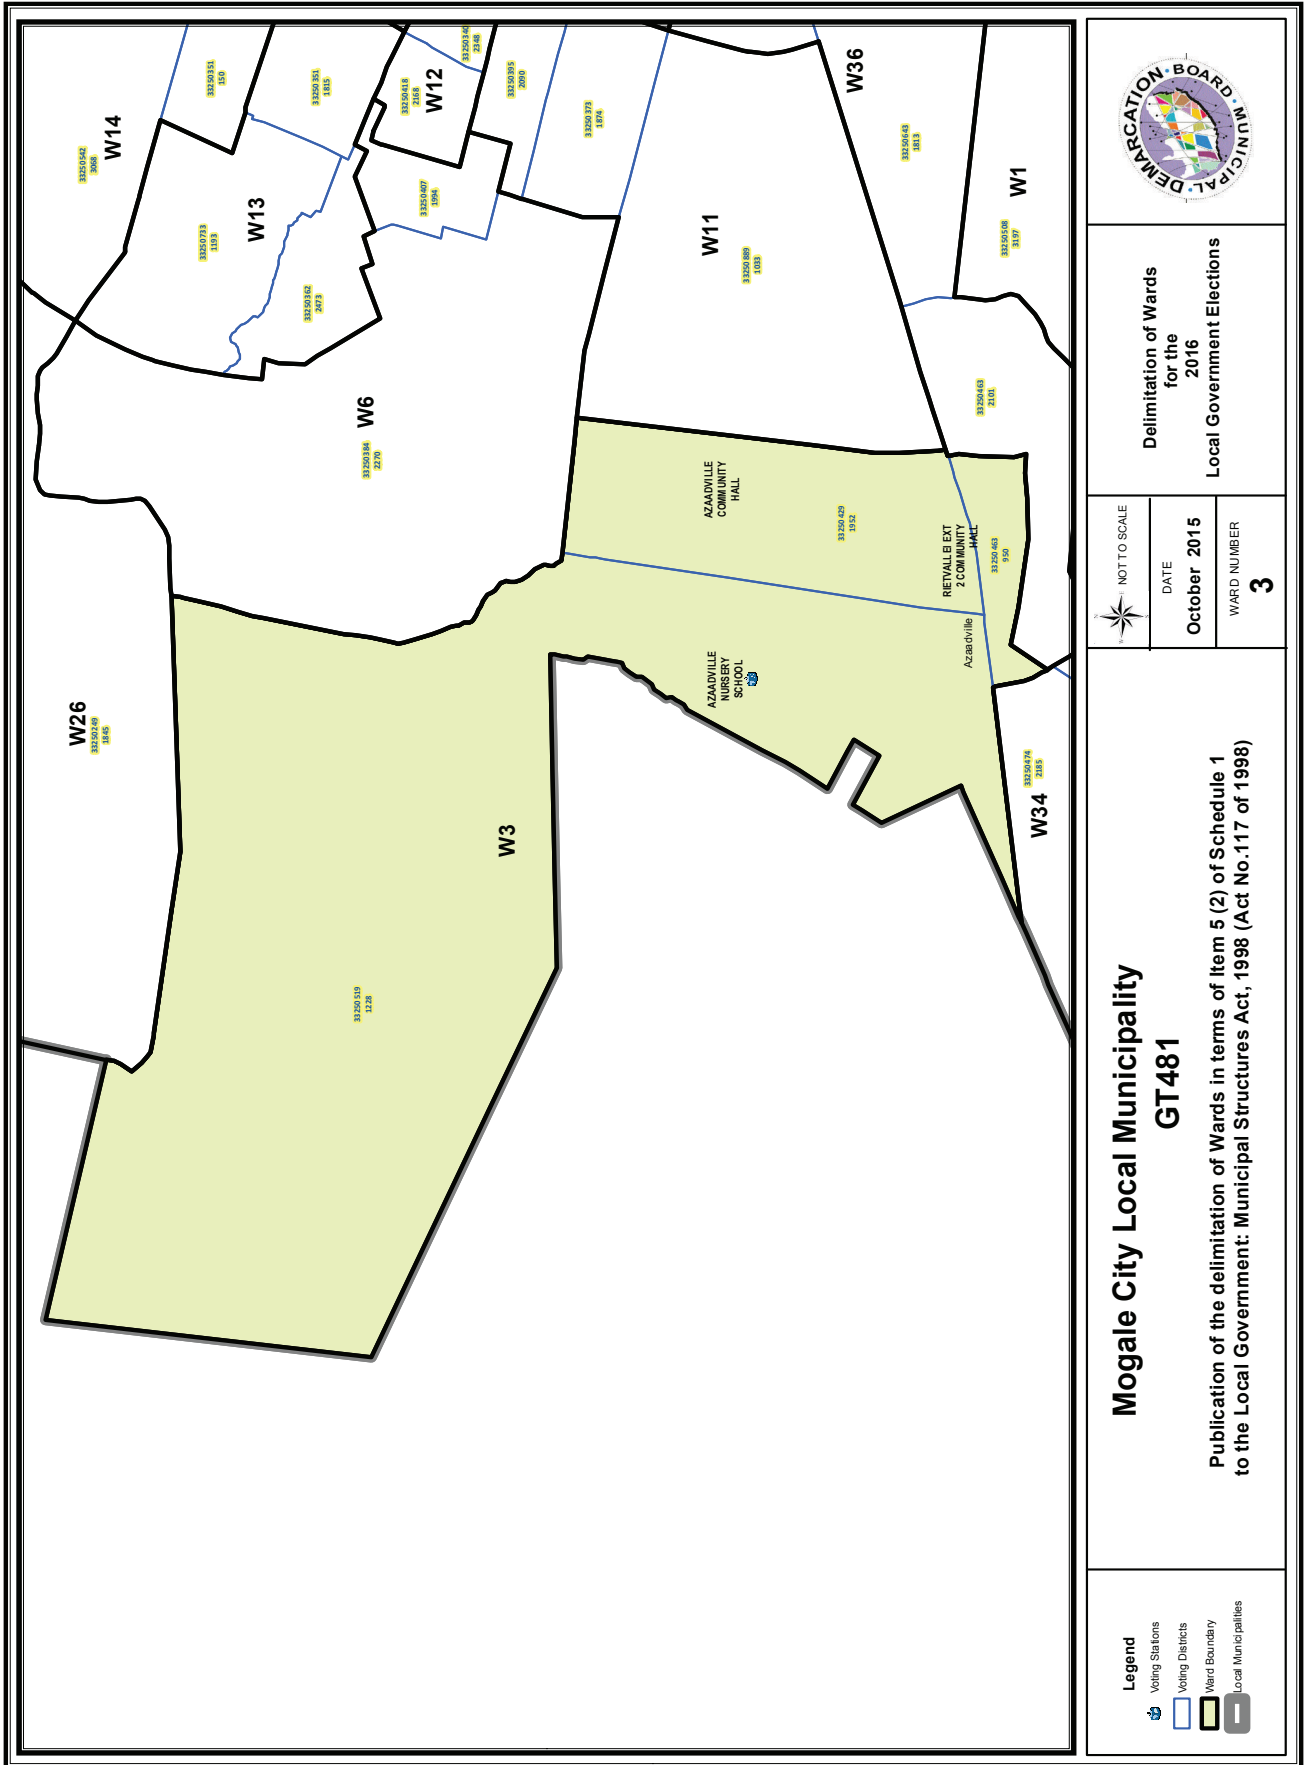 Mogale City Local Municipality
GT481
Publication of the delimitation of Wards in terms of Item 5 (2) of Schedule 1
to the Local Government: Municipal Structures Act, 1998 (Act No.117 of 1998)
Legend
Voting Stations
Voting Districts
Ward Boundary
Local Municipalities
N
W
E
S
NOT TO SCALE
DATE
October 2015
WARD NUMBER
3
Delimitation of Wards
for the
2016
Local Government Elections
MUNICIPAL • DEMARCATION • BOARD •
W26
33250249
1845
W14
33250542
3068
33250351
150
33250733
1193
W13
33250351
1815
33250362
2473
W12
33250418
2168
33250340
2348
33250407
1994
33250395
2090
33250373
1874
W6
33250384
2270
W3
33250519
1228
W11
33250889
1033
AZAADVILLE
COMMUNITY
HALL
AZAADVILLE
NURSERY
SCHOOL
33250429
1952
W36
33250643
1813
RIETVALLEI EXT
2 COMMUNITY
HALL
Azaadville
33250463
950
33250463
2101
W1
33250508
3197
33250474
2185
W34